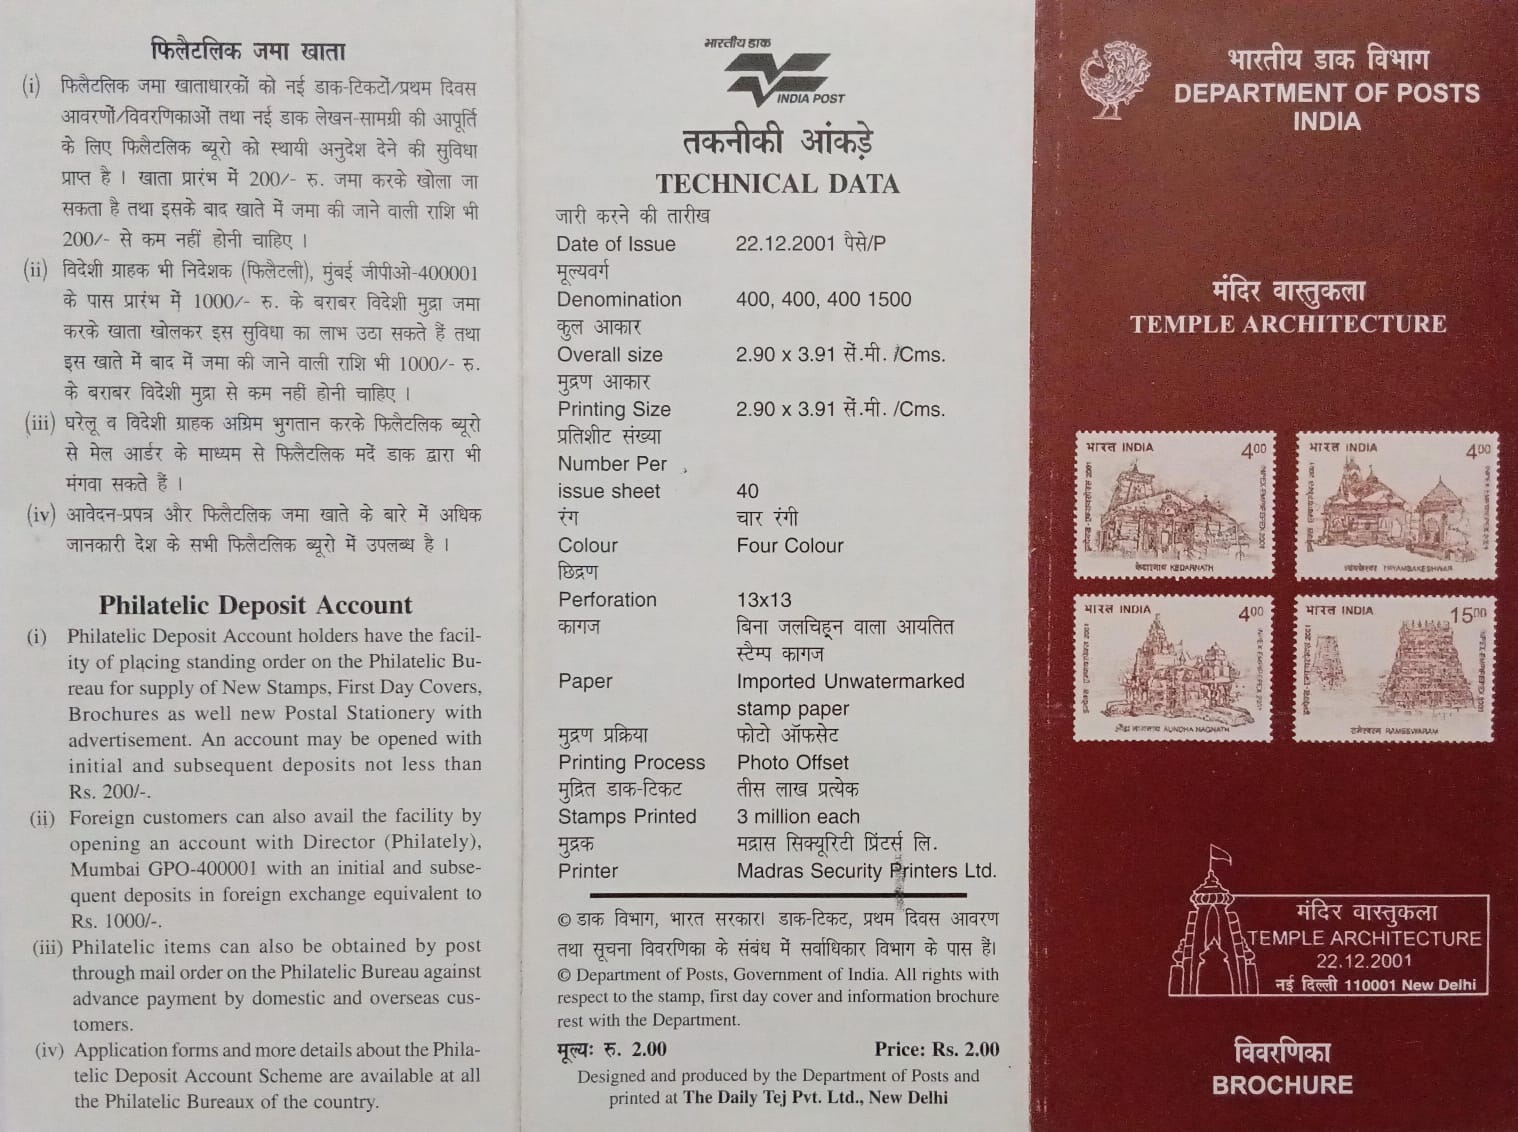 फिलैटलिक जमा खाता
(i) फिलैटलिक जमा खाताधारकों को नई डाक-टिकटों/प्रथम दिवस
आवरणों/विवरणिकाओं तथा नई डाक लेखन-सामग्री की आपूर्ति
के लिए फिलैटलिक ब्यूरो को स्थायी अनुदेश देने की सुविधा
प्राप्त है । खाता प्रारंभ में 200/- रु. जमा करके खोला जा
सकता है तथा इसके बाद खाते में जमा की जाने वाली राशि भी
200/- से कम नहीं होनी चाहिए ।
(ii) विदेशी ग्राहक भी निदेशक (फिलैटली), मुंबई जीपीओ-400001
के पास प्रारंभ में 1000/- रु. के बराबर विदेशी मुद्रा जमा
करके खाता खोलकर इस सुविधा का लाभ उठा सकते हैं तथा
इस खाते में बाद में जमा की जाने वाली राशि भी 1000/- रु.
के बराबर विदेशी मुद्रा से कम नहीं होनी चाहिए ।
(iii) घरेलू व विदेशी ग्राहक अग्रिम भुगतान करके फिलैटलिक ब्यूरो
से मेल आर्डर के माध्यम से फिलैटलिक मदें डाक द्वारा भी
मंगवा सकते हैं ।
(iv) आवेदन-प्रपत्र और फिलैटलिक जमा खाते के बारे में अधिक
जानकारी देश के सभी फिलैटलिक ब्यूरो में उपलब्ध है ।
Philatelic Deposit Account
(i) Philatelic Deposit Account holders have the facil-
ity of placing standing order on the Philatelic Bu-
reau for supply of New Stamps, First Day Covers,
Brochures as well new Postal Stationery with
advertisement. An account may be opened with
initial and subsequent deposits not less than
Rs. 200/-.
(ii) Foreign customers can also avail the facility by
opening an account with Director (Philately),
Mumbai GPO-400001 with an initial and subse-
quent deposits in foreign exchange equivalent to
Rs. 1000/-.
(iii) Philatelic items can also be obtained by post
through mail order on the Philatelic Bureau against
advance payment by domestic and overseas cus-
tomers.
(iv) Application forms and more details about the Phila-
telic Deposit Account Scheme are available at all
the Philatelic Bureaux of the country.
भारतीय डाक
INDIA POST
तकनीकी आंकड़े
TECHNICAL DATA
जारी करने की तारीख
Date of Issue 22.12.2001 पैसे/P
मूल्यवर्ग
Denomination 400, 400, 400 1500
कुल आकार
Overall size 2.90 x 3.91 सें.मी. /Cms.
मुद्रण आकार
Printing Size 2.90 x 3.91 सें.मी. /Cms.
प्रतिशीट संख्या
Number Per
issue sheet 40
रंग चार रंगी
Colour Four Colour
छिद्रण
Perforation 13x13
कागज बिना जलचिह्न वाला आयतित
स्टैम्प कागज
Paper Imported Unwatermarked
stamp paper
मुद्रण प्रक्रिया फोटो ऑफसेट
Printing Process Photo Offset
मुद्रित डाक-टिकट तीस लाख प्रत्येक
Stamps Printed 3 million each
मुद्रक मद्रास सिक्यूरिटी प्रिंटर्स लि.
Printer Madras Security Printers Ltd.
© डाक विभाग, भारत सरकार। डाक-टिकट, प्रथम दिवस आवरण
तथा सूचना विवरणिका के संबंध में सर्वाधिकार विभाग के पास हैं।
© Department of Posts, Government of India. All rights with
respect to the stamp, first day cover and information brochure
rest with the Department.
मूल्यः रु. 2.00 Price: Rs. 2.00
Designed and produced by the Department of Posts and
printed at The Daily Tej Pvt. Ltd., New Delhi
भारतीय डाक विभाग
DEPARTMENT OF POSTS
INDIA
मंदिर वास्तुकला
TEMPLE ARCHITECTURE
भारत INDIA 400
केदारनाथ KEDARNATH
भारत INDIA 400
त्र्यंबकेश्वर TRYAMBAKESHWAR
भारत INDIA 400
औंढा नागनाथ AUNDHA NAGNATH
भारत INDIA 1500
रामेश्वरम RAMESWARAM
मंदिर वास्तुकला
TEMPLE ARCHITECTURE
22.12.2001
नई दिल्ली 110001 New Delhi
विवरणिका
BROCHURE